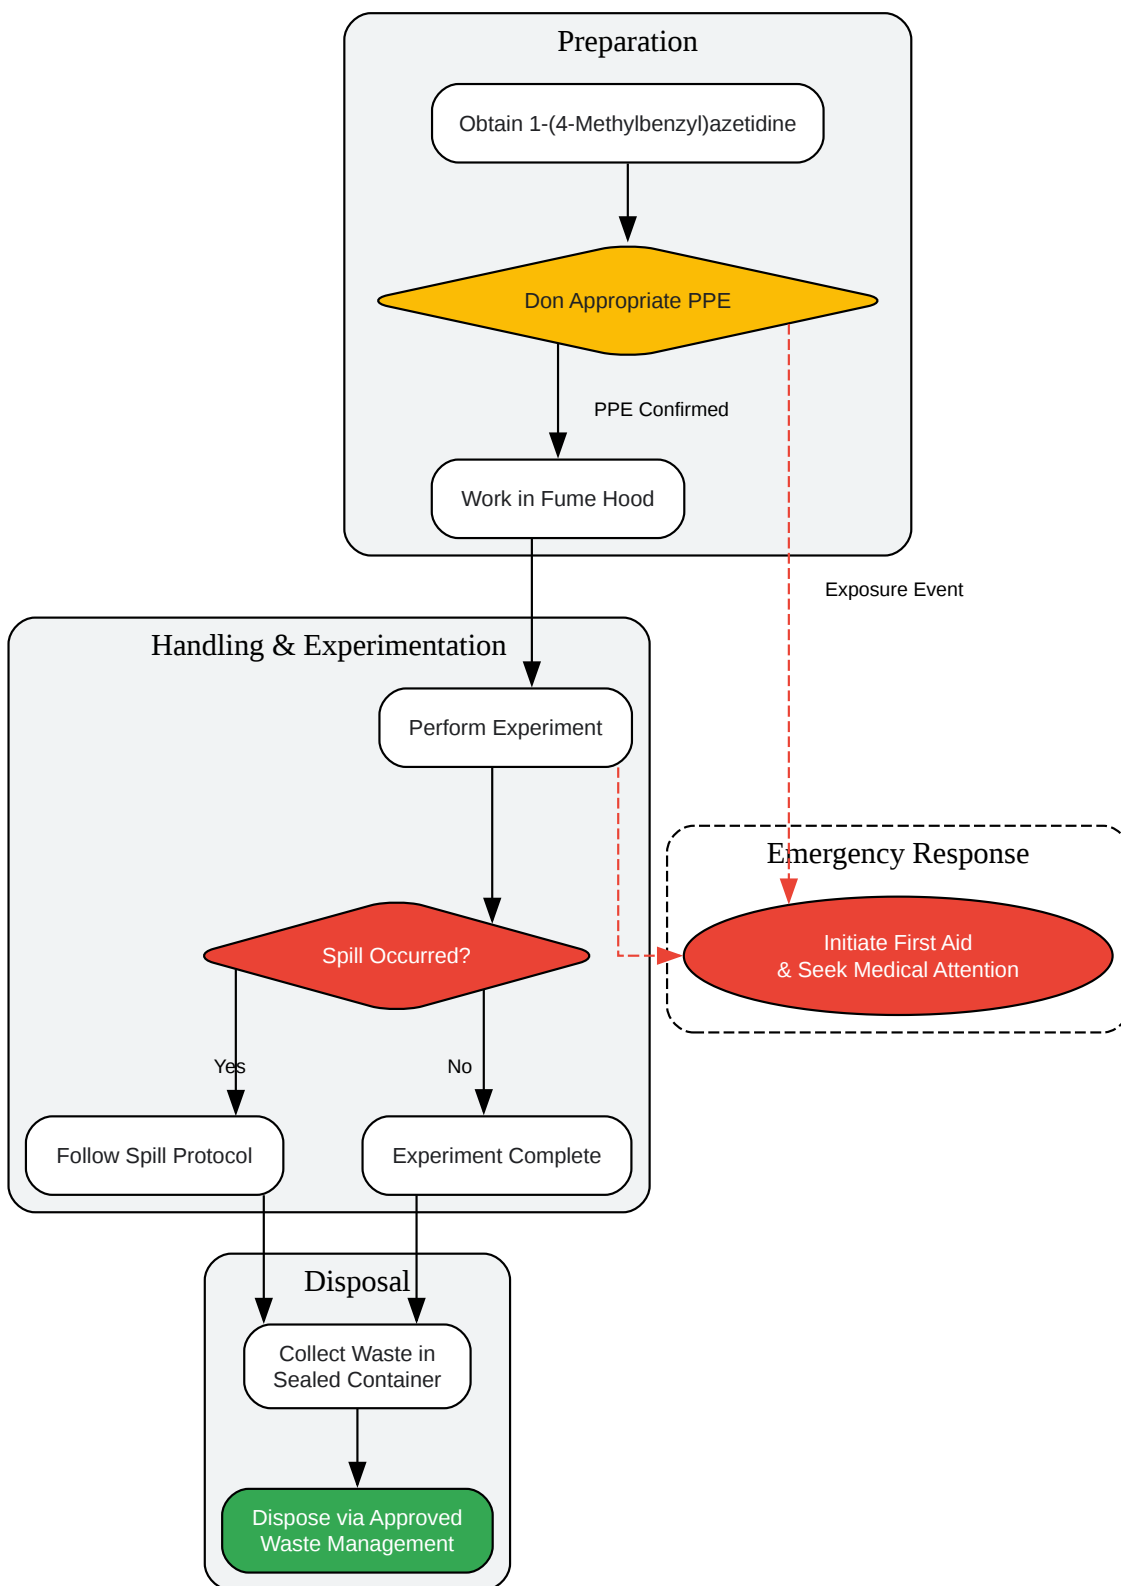 Preparation
Obtain 1-(4-Methylbenzyl)azetidine
Don Appropriate PPE
PPE Confirmed
Work in Fume Hood
Exposure Event
Handling & Experimentation
Perform Experiment
Emergency Response
Initiate First Aid
& Seek Medical Attention
Spill Occurred?
Yes
No
Follow Spill Protocol
Experiment Complete
Disposal
Collect Waste in
Sealed Container
Dispose via Approved
Waste Management